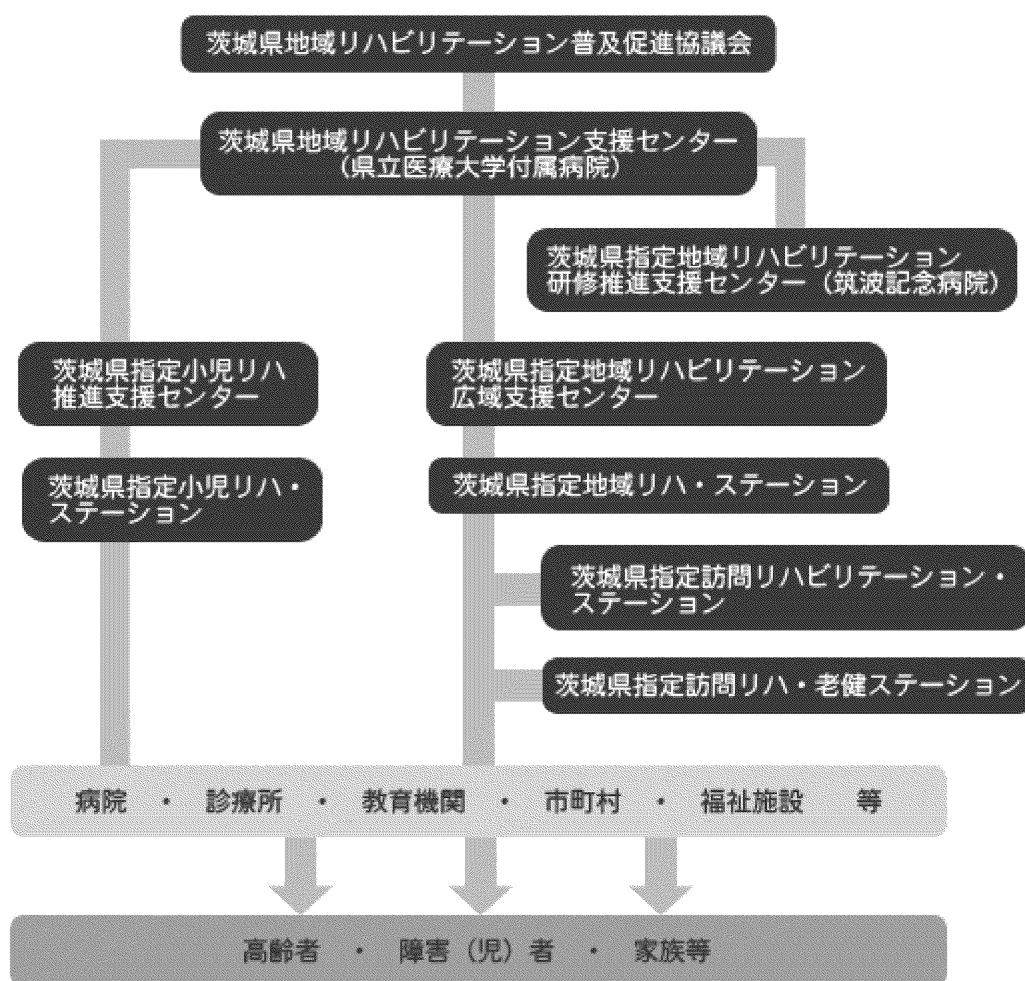 茨城県地域リハビリテーション普及促進協議会
茨城県地域リハビリテーション支援センター
（県立医療大学付属病院）
茨城県指定地域リハビリテーション
研修推進支援センター（筑波記念病院）
茨城県指定小児リハ
推進支援センター
茨城県指定地域リハビリテーション
広域支援センター
茨城県指定小児リハ・
ステーション
茨城県指定地域リハ・ステーション
茨城県指定訪問リハビリテーション・
ステーション
茨城県指定訪問リハ・老健ステーション
病院　・　診療所　・　教育機関　・　市町村　・　福祉施設　等
高齢者　・　障害（児）者　・　家族等